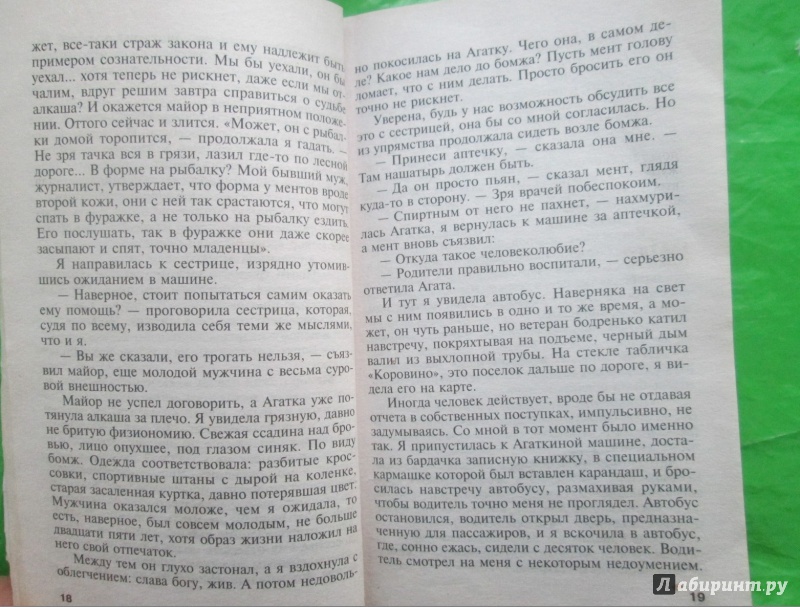 жет, все-таки страж закона и ему надлежит быть
примером сознательности. Мы бы уехали, он бы
уехал... хотя теперь не рискнет, даже если мы от-
чалим, вдруг решим завтра справиться о судьбе
алкаша? И окажется майор в неприятном положе-
нии. Оттого сейчас и злится. «Может, он с рыбал-
ки домой торопится, — продолжала я гадать. —
Не зря тачка вся в грязи, лазил где-то по лесной
дороге... В форме на рыбалку? Мой бывший муж,
журналист, утверждает, что форма у ментов вроде
второй кожи, они с ней так срастаются, что могут
спать в фуражке, а не только на рыбалку ездить.
Его послушать, так в фуражке они даже скорее
засыпают и спят, точно младенцы».
Я направилась к сестрице, изрядно утомив-
шись ожиданием в машине.
— Наверное, стоит попытаться самим оказать
ему помощь? — проговорила сестрица, которая,
судя по всему, изводила себя теми же мыслями,
что и я.
— Вы же сказали, его трогать нельзя, — съяз-
вил майор, еще молодой мужчина с весьма суро-
вой внешностью.
Майор не успел договорить, а Агатка уже по-
тянула алкаша за плечо. Я увидела грязную, давно
не бритую физиономию. Свежая ссадина над бро-
вью, лицо опухшее, под глазом синяк. По виду
бомж. Одежда соответствовала: разбитые крос-
совки, спортивные штаны с дырой на коленке,
старая засаленная куртка, давно потерявшая цвет.
Мужчина оказался моложе, чем я ожидала, то
есть, наверное, был совсем молодым, не больше
двадцати пяти лет, хотя образ жизни наложил на
него свой отпечаток.
Между тем он глухо застонал, а я вздохнула с
облегчением: слава богу, жив. А потом недоволь-
18
но покосилась на Агатку. Чего она, в самом де-
ле? Какое нам дело до бомжа? Пусть мент голову
ломает, что с ним делать. Просто бросить его он
точно не рискнет.
Уверена, будь у нас возможность обсудить все
это с сестрицей, она бы со мной согласилась. Но
из упрямства продолжала сидеть возле бомжа.
— Принеси аптечку, — сказала она мне. —
Там нашатырь должен быть.
— Да он просто пьян, — сказал мент, глядя
куда-то в сторону. — Зря врачей побеспокоим.
— Спиртным от него не пахнет, — нахмури-
лась Агатка, я вернулась к машине за аптечкой,
а мент вновь съязвил:
— Откуда такое человеколюбие?
— Родители правильно воспитали, — серьезно
ответила Агата.
И тут я увидела автобус. Наверняка на свет
мы с ним появились в одно и то же время, а мо-
жет, он чуть раньше, но ветеран бодренько катил
навстречу, покряхтывая на подъеме, черный дым
валил из выхлопной трубы. На стекле табличка
«Коровино», это поселок дальше по дороге, я ви-
дела его на карте.
Иногда человек действует, вроде бы не отдавая
отчета в собственных поступках, импульсивно, не
задумываясь. Со мной в тот момент было именно
так. Я припустилась к Агаткиной машине, доста-
ла из бардачка записную книжку, в специальном
кармашке которой был вставлен карандаш, и бро-
силась навстречу автобусу, размахивая руками,
чтобы водитель точно меня не проглядел. Автобус
остановился, водитель открыл дверь, предназна-
ченную для пассажиров, и я вскочила в автобус,
где, сонно ежась, сидели с десяток человек. Води-
тель смотрел на меня с некоторым недоумением.
19
Лабиринт.ру